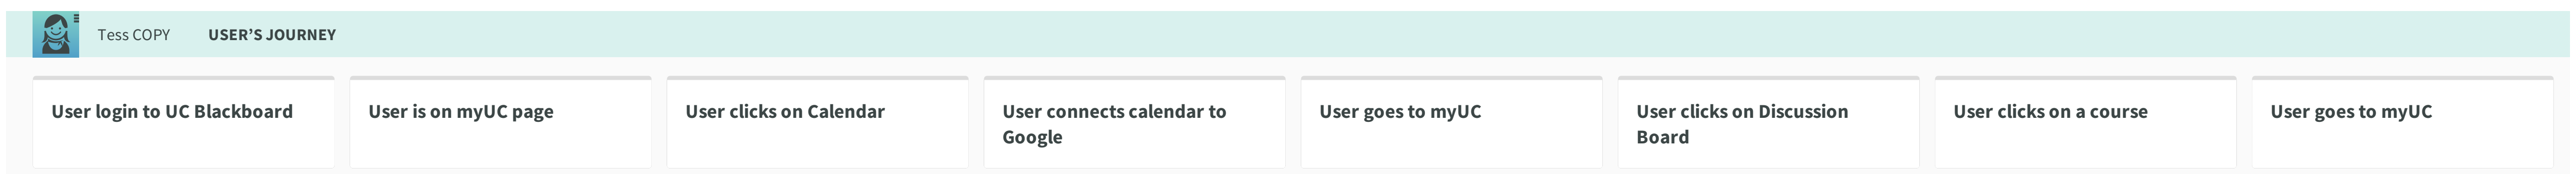 Tess COPY USER’S JOURNEY
User login to UC Blackboard
User is on myUC page
User clicks on Calendar
User connects calendar to
Google
User goes to myUC
User clicks on Discussion
Board
User clicks on a course
User goes to myUC